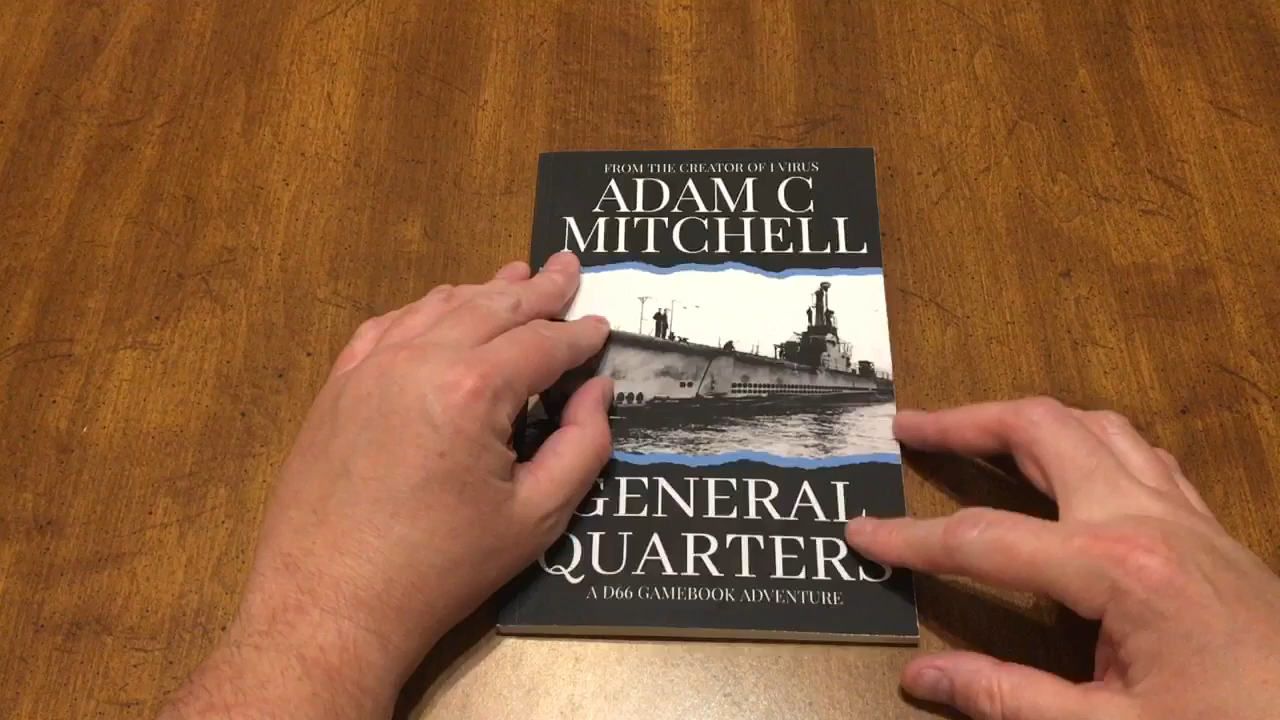 FROM THE CREATOR OF I VIRUS
ADAM C
MITCHELL
GENERAL
QUARTERS
A D66 GAMEBOOK ADVENTURE